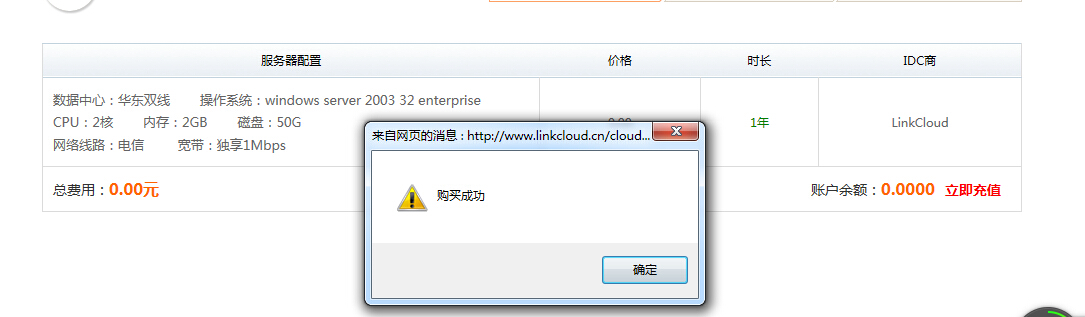 服务器配置 价格 时长 IDC商
数据中心：华东双线 操作系统：windows server 2003 32 enterprise
CPU：2核 内存：2GB 磁盘：50G
1年 LinkCloud
网络线路：电信 宽带：独享1Mbps
总费用：0.00元 账户余额：0.0000 立即充值
来自网页的消息：http://www.linkcloud.cn/cloud...
购买成功
确定